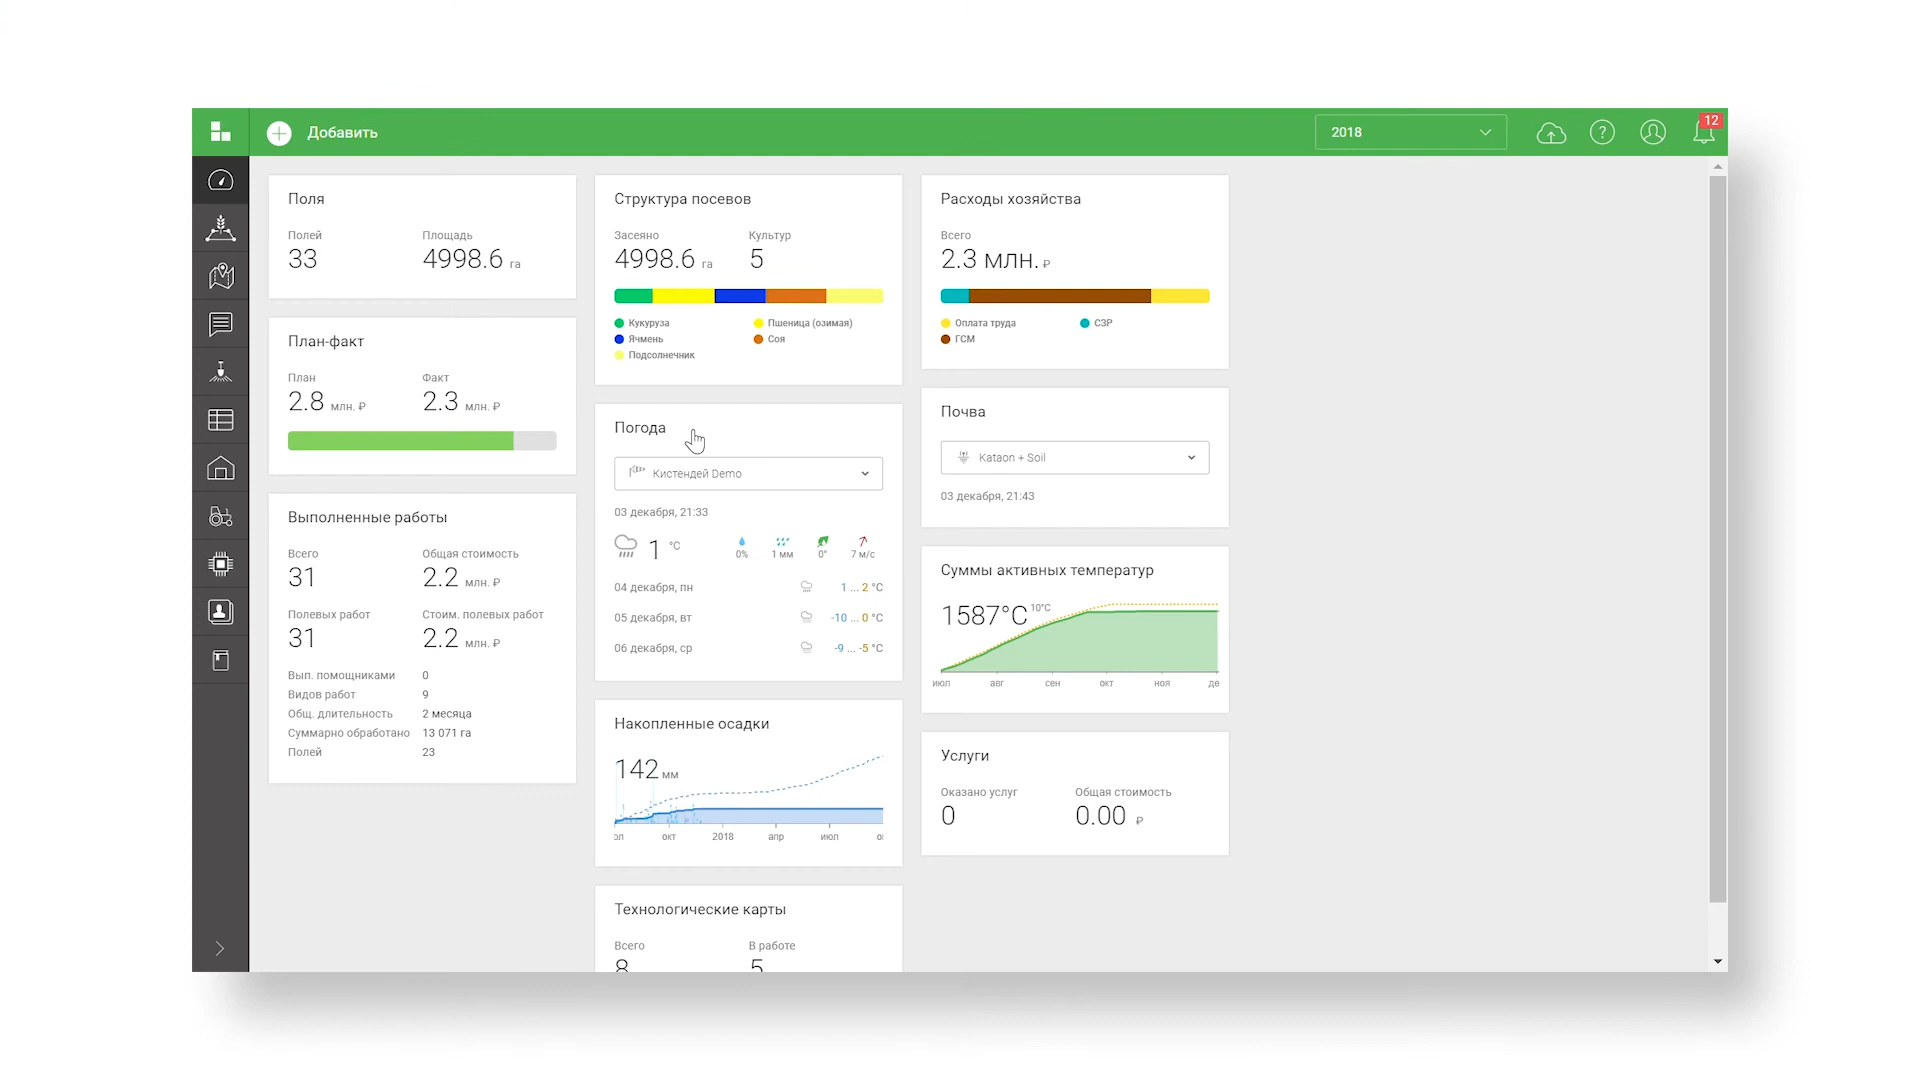 Добавить
2018
12
Поля
Полей Площадь
33 4998.6 га
План-факт
План Факт
2.8 млн. ₽ 2.3 млн. ₽
Выполненные работы
Всего Общая стоимость
31 2.2 млн. ₽
Полевых работ Стоим. полевых работ
31 2.2 млн. ₽
Вып. помощниками 0
Видов работ 9
Общ. длительность 2 месяца
Суммарно обработано 13 071 га
Полей 23
Структура посевов
Засеяно Культур
4998.6 га 5
Кукуруза Пшеница (озимая)
Ячмень Соя
Подсолнечник
Погода
Кистендей Demo
03 декабря, 21:33
1 °C 0% 1 мм 0° 7 м/с
04 декабря, пн 1 ... 2 °C
05 декабря, вт -10 ... 0 °C
06 декабря, ср -9 ... -5 °C
Накопленные осадки
142 мм
ол окт 2018 апр июл о
Технологические карты
Всего В работе
8 5
Расходы хозяйства
Всего
2.3 млн. ₽
Оплата труда СЗР
ГСМ
Почва
Kataon + Soil
03 декабря, 21:43
Суммы активных температур
1587°C 10°C
июл авг сен окт ноя де
Услуги
Оказано услуг Общая стоимость
0 0.00 ₽